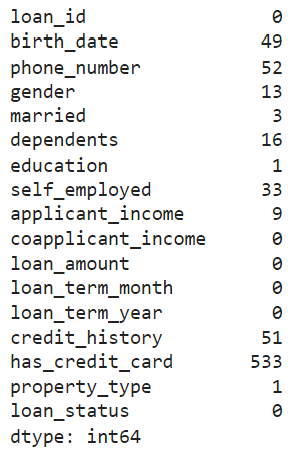 loan_id 0
birth_date 49
phone_number 52
gender 13
married 3
dependents 16
education 1
self_employed 33
applicant_income 9
coapplicant_income 0
loan_amount 0
loan_term_month 0
loan_term_year 0
credit_history 51
has_credit_card 533
property_type 1
loan_status 0
dtype: int64